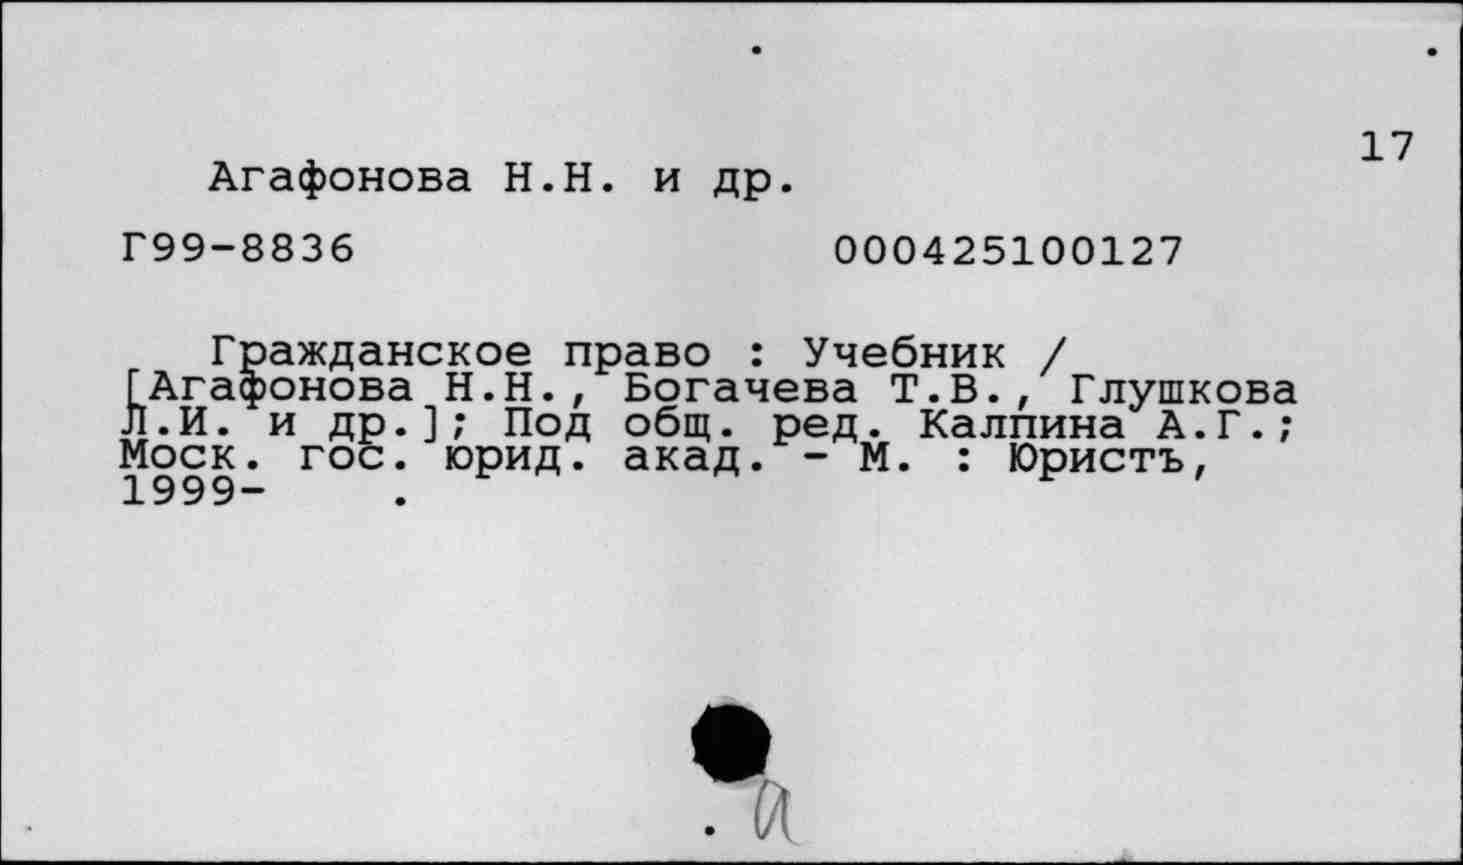 17
Агафонова Н.Н. и др.
Г99-8836 000425100127
Гражданское право : Учебник /
[Агафонова Н.Н., Богачева Т.В., Глушкова
Л.И. и др.]; Под общ. ред. Калпина А.Г.;
Моск. гос. юрид. акад. - М. : Юристъ,
1999- .